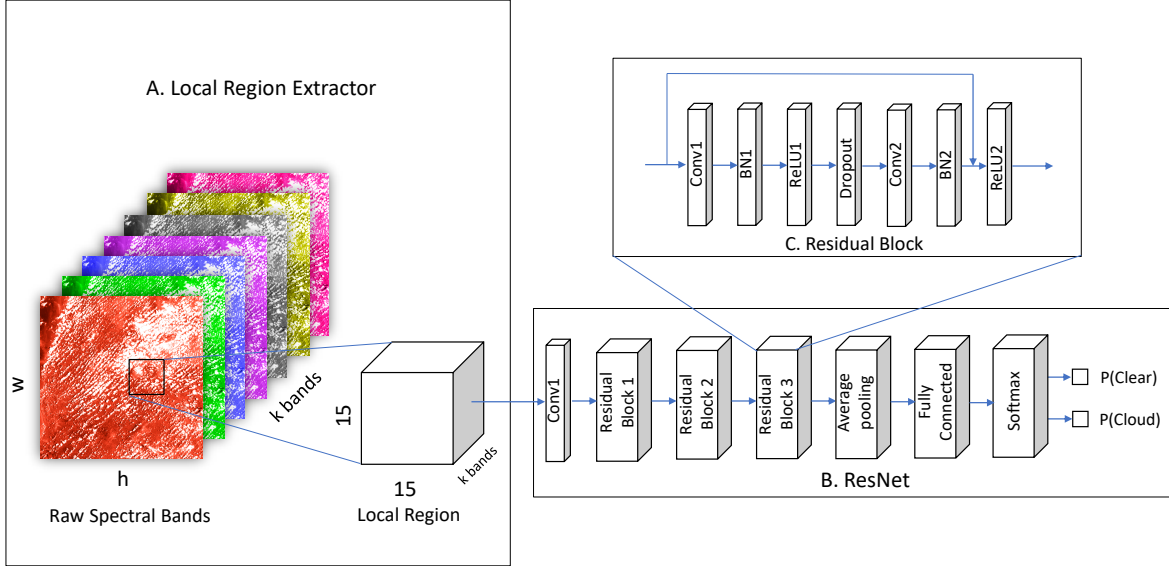 A. Local Region Extractor
w
h
k bands
Raw Spectral Bands
15
15
k bands
Local Region
Conv1
BN1
ReLU1
Dropout
Conv2
BN2
ReLU2
C. Residual Block
Conv1
Residual
Block 1
Residual
Block 2
Residual
Block 3
Average
pooling
Fully
Connected
Softmax
P(Clear)
P(Cloud)
B. ResNet